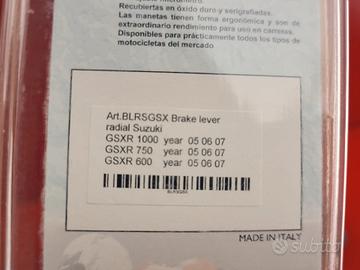 Recubiertas en óxido duro y serigrafiadas.
Las manetas tienen forma ergonómica y son de
extraordinario rendimiento para uso en carreras.
Disponibles para prácticamente todos los tipos de
motocicletas del mercado
Art.BLRSGSX Brake lever
radial Suzuki
GSXR 1000 year 05 06 07
GSXR 750 year 05 06 07
GSXR 600 year 05 06 07
MADE IN ITALY
subito